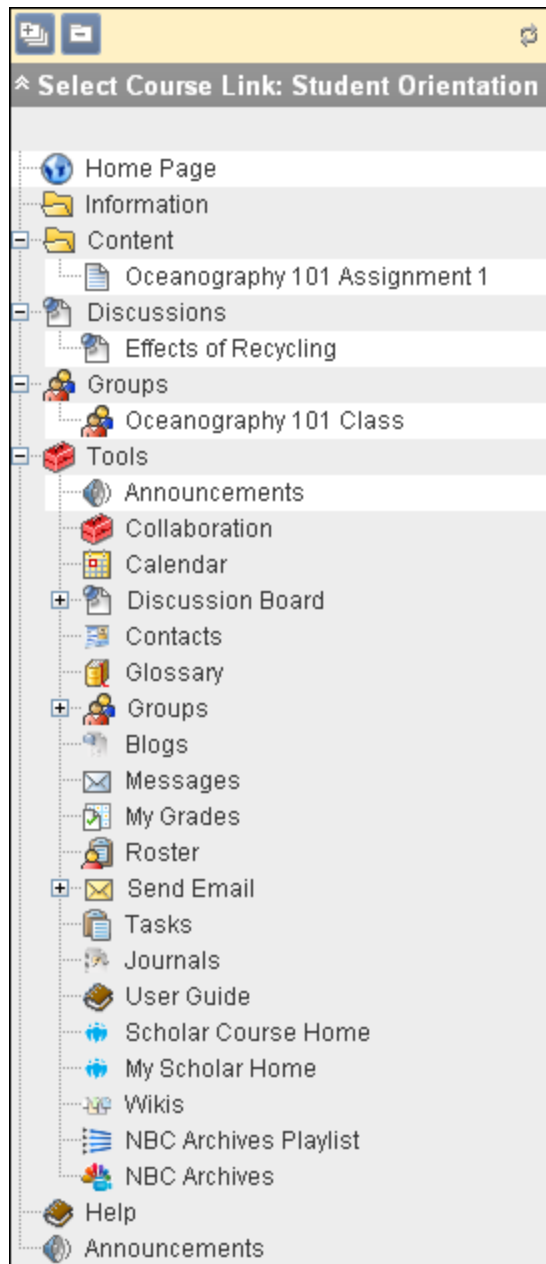 Select Course Link: Student Orientation
Home Page
Information
Content
Oceanography 101 Assignment 1
Discussions
Effects of Recycling
Groups
Oceanography 101 Class
Tools
Announcements
Collaboration
Calendar
Discussion Board
Contacts
Glossary
Groups
Blogs
Messages
My Grades
Roster
Send Email
Tasks
Journals
User Guide
Scholar Course Home
My Scholar Home
Wikis
NBC Archives Playlist
NBC Archives
Help
Announcements